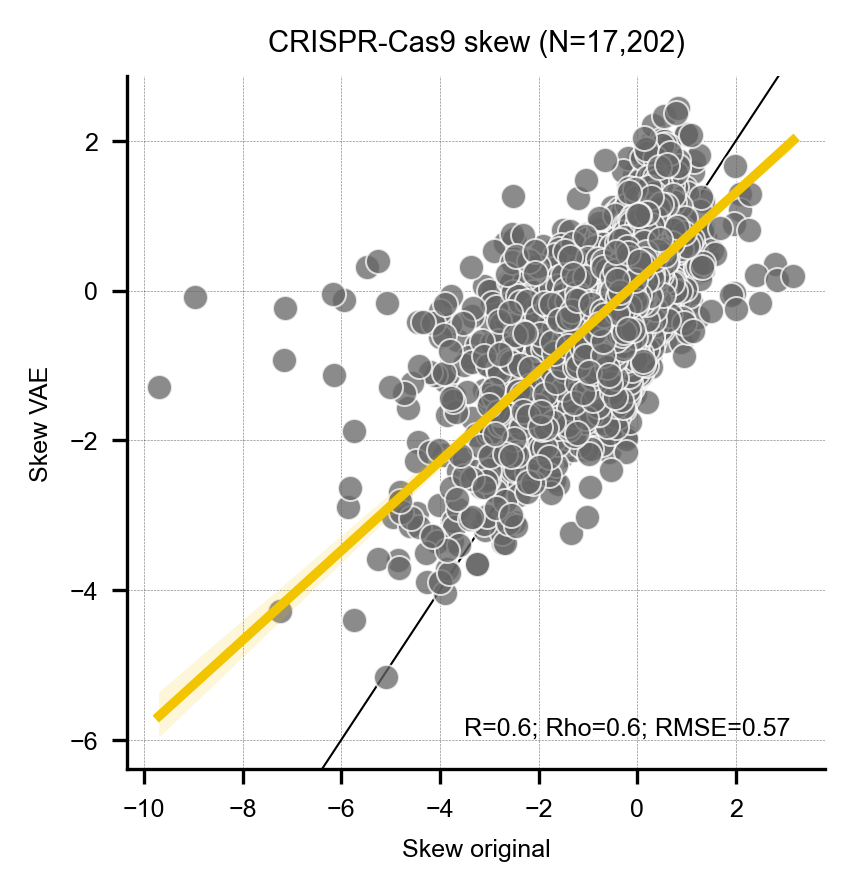 CRISPR-Cas9 skew (N=17,202)
Skew VAE
2
0
−2
−4
−6
R=0.6; Rho=0.6; RMSE=0.57
−10 −8 −6 −4 −2 0 2
Skew original